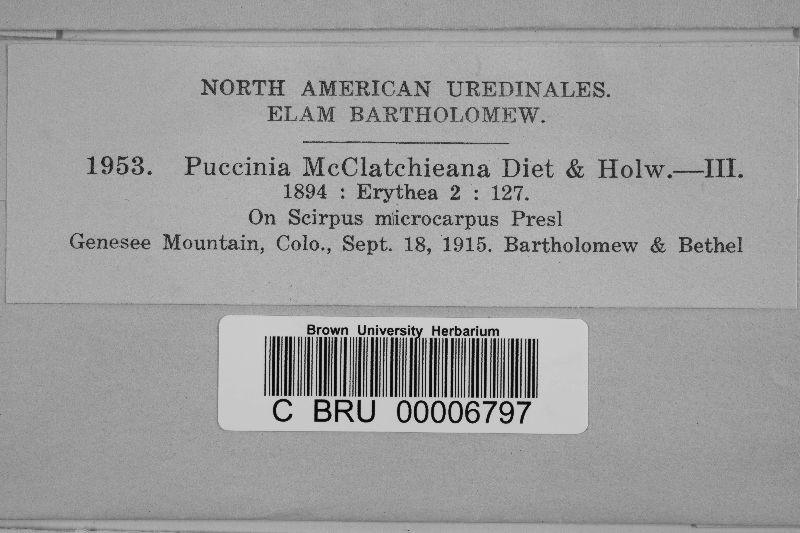 NORTH AMERICAN UREDINALES.
ELAM BARTHOLOMEW.
1953. Puccinia McClatchieana Diet & Holw.—III.
1894 : Erythea 2 : 127.
On Scirpus microcarpus Presl
Genesee Mountain, Colo., Sept. 18, 1915. Bartholomew & Bethel
Brown University Herbarium
C BRU 00006797